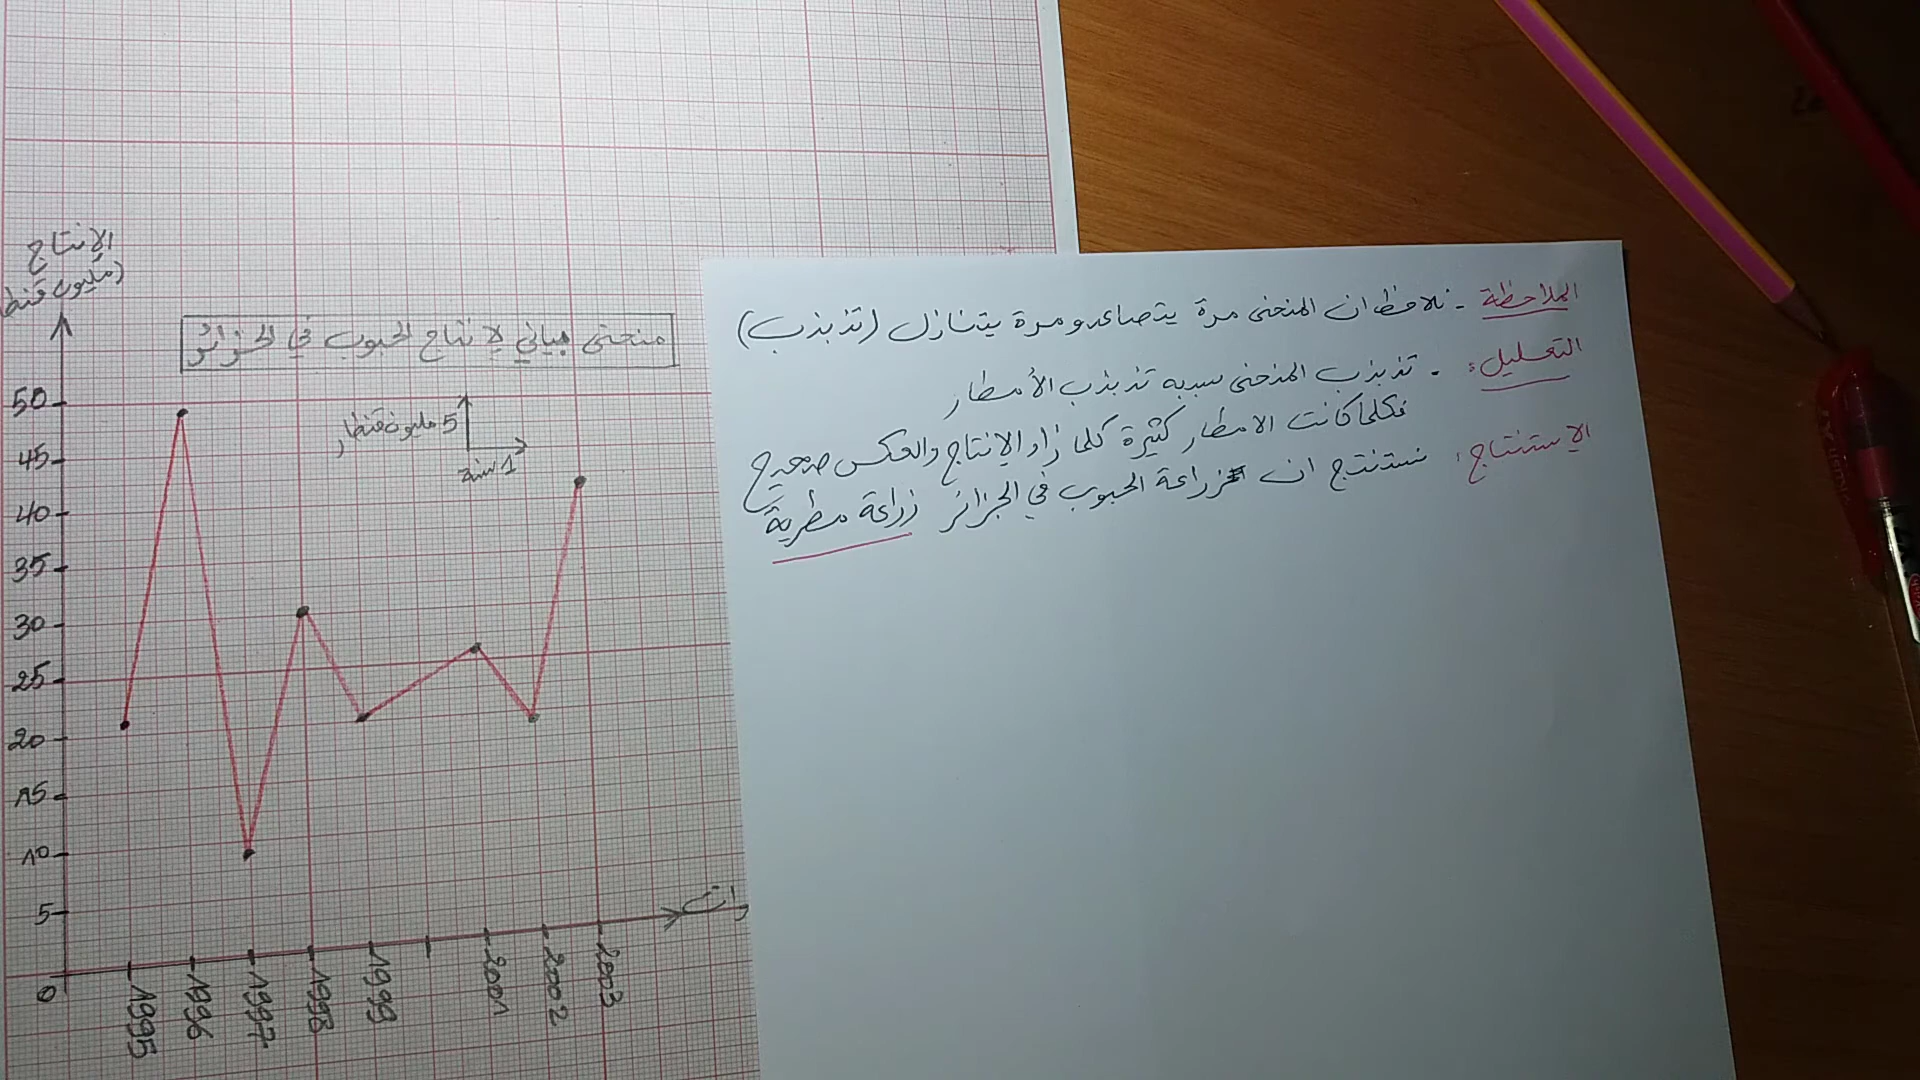 الإنتاج
(مليون قنط
منحنى بياني لإنتاج الحبوب في الجزائر
5 مليون قنطار
1 سنة
50
45
40
35
30
25
20
15
10
5
0
1995
1996
1997
1998
1999
2001
2002
2003
ات
الملاحظة - نلاحظ ان المنحنى مرة يتصاعد ومرة يتنازل (تذبذب)
التعليل: - تذبذب المنحنى سببه تذبذب الأمطار
فكلما كانت الامطار كثيرة كلما زاد الإنتاج والعكس صحيح
الاستنتاج: نستنتج ان زراعة الحبوب في الجزائر زراعة مطرية